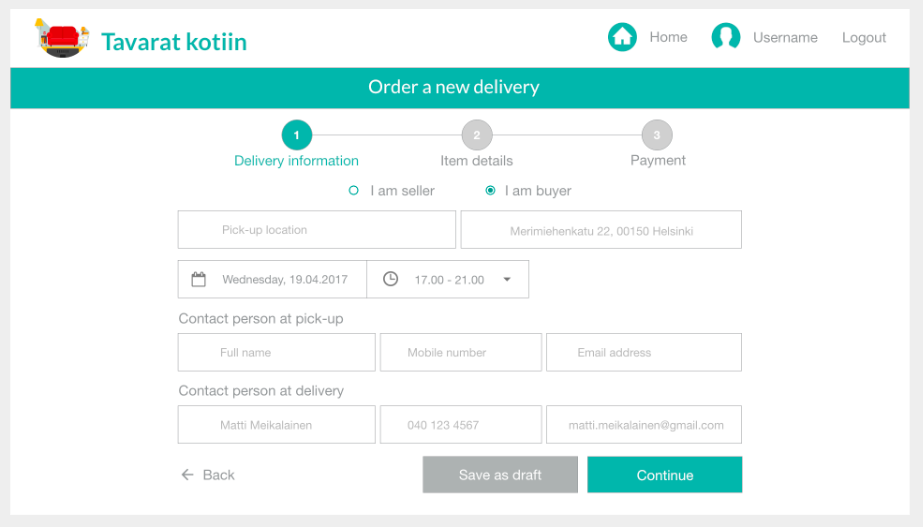 Tavarat kotiin
Home
Username
Logout
Order a new delivery
1
2
3
Delivery information
Item details
Payment
I am seller
I am buyer
Pick-up location
Merimiehenkatu 22, 00150 Helsinki
Wednesday, 19.04.2017
17.00 - 21.00
Contact person at pick-up
Full name
Mobile number
Email address
Contact person at delivery
Matti Meikalainen
040 123 4567
matti.meikalainen@gmail.com
Back
Save as draft
Continue